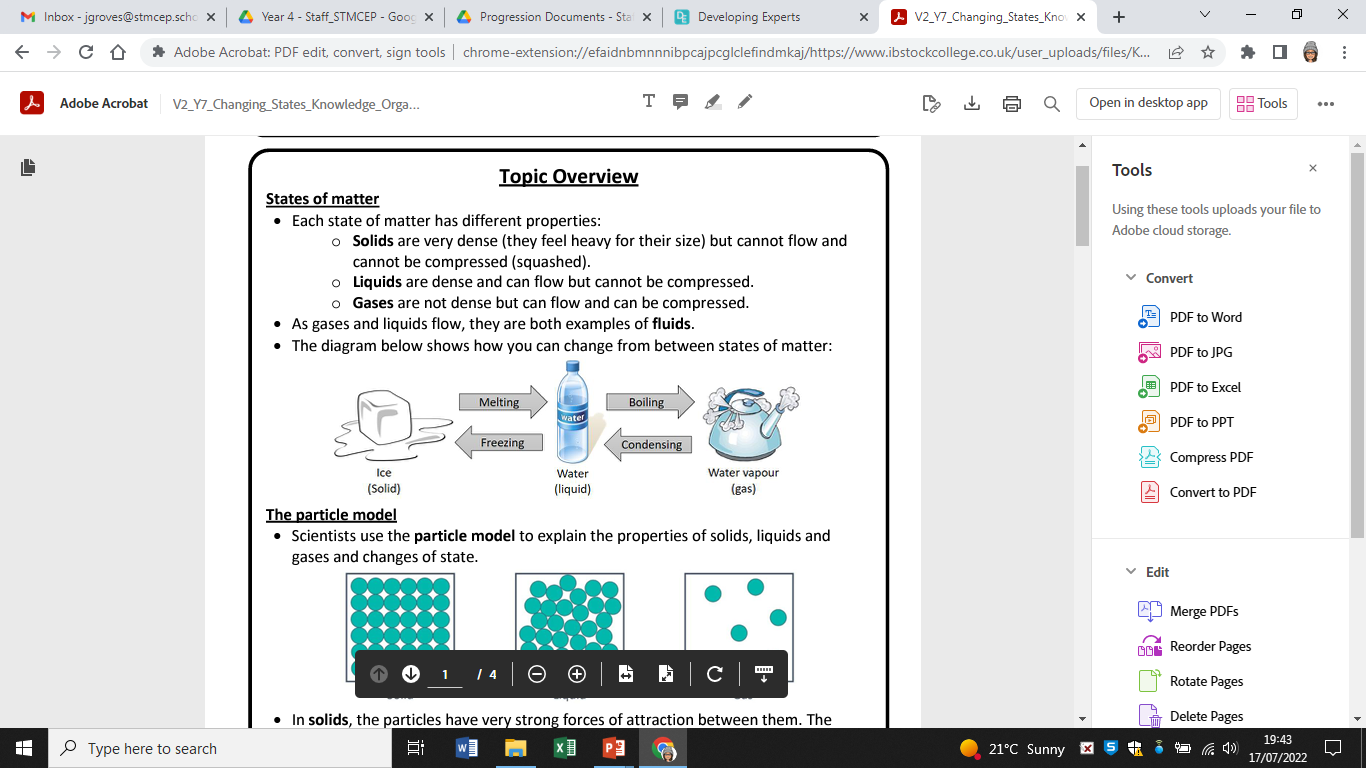 Inbox - jgroves@stmcep.scho
Year 4 - Staff_STMCEP - Goog
Progression Documents - Sta
Developing Experts
V2_Y7_Changing_States_Know
Adobe Acrobat: PDF edit, convert, sign tools
chrome-extension://efaidnbmnnnibpcajpcglclefindmkaj/https://www.ibstockcollege.co.uk/user_uploads/files/K...
Adobe Acrobat
V2_Y7_Changing_States_Knowledge_Orga...
Open in desktop app
Tools
Topic Overview
States of matter
• Each state of matter has different properties:
o Solids are very dense (they feel heavy for their size) but cannot flow and
cannot be compressed (squashed).
o Liquids are dense and can flow but cannot be compressed.
o Gases are not dense but can flow and can be compressed.
• As gases and liquids flow, they are both examples of fluids.
• The diagram below shows how you can change from between states of matter:
Melting
Boiling
water
Freezing
Condensing
Ice
(Solid)
Water
(liquid)
Water vapour
(gas)
The particle model
• Scientists use the particle model to explain the properties of solids, liquids and
gases and changes of state.
1 / 4
• In solids, the particles have very strong forces of attraction between them. The
Tools
Using these tools uploads your file to
Adobe cloud storage.
Convert
PDF to Word
PDF to JPG
PDF to Excel
PDF to PPT
Compress PDF
Convert to PDF
Edit
Merge PDFs
Reorder Pages
Rotate Pages
Delete Pages
Type here to search
21°C Sunny
19:43
17/07/2022